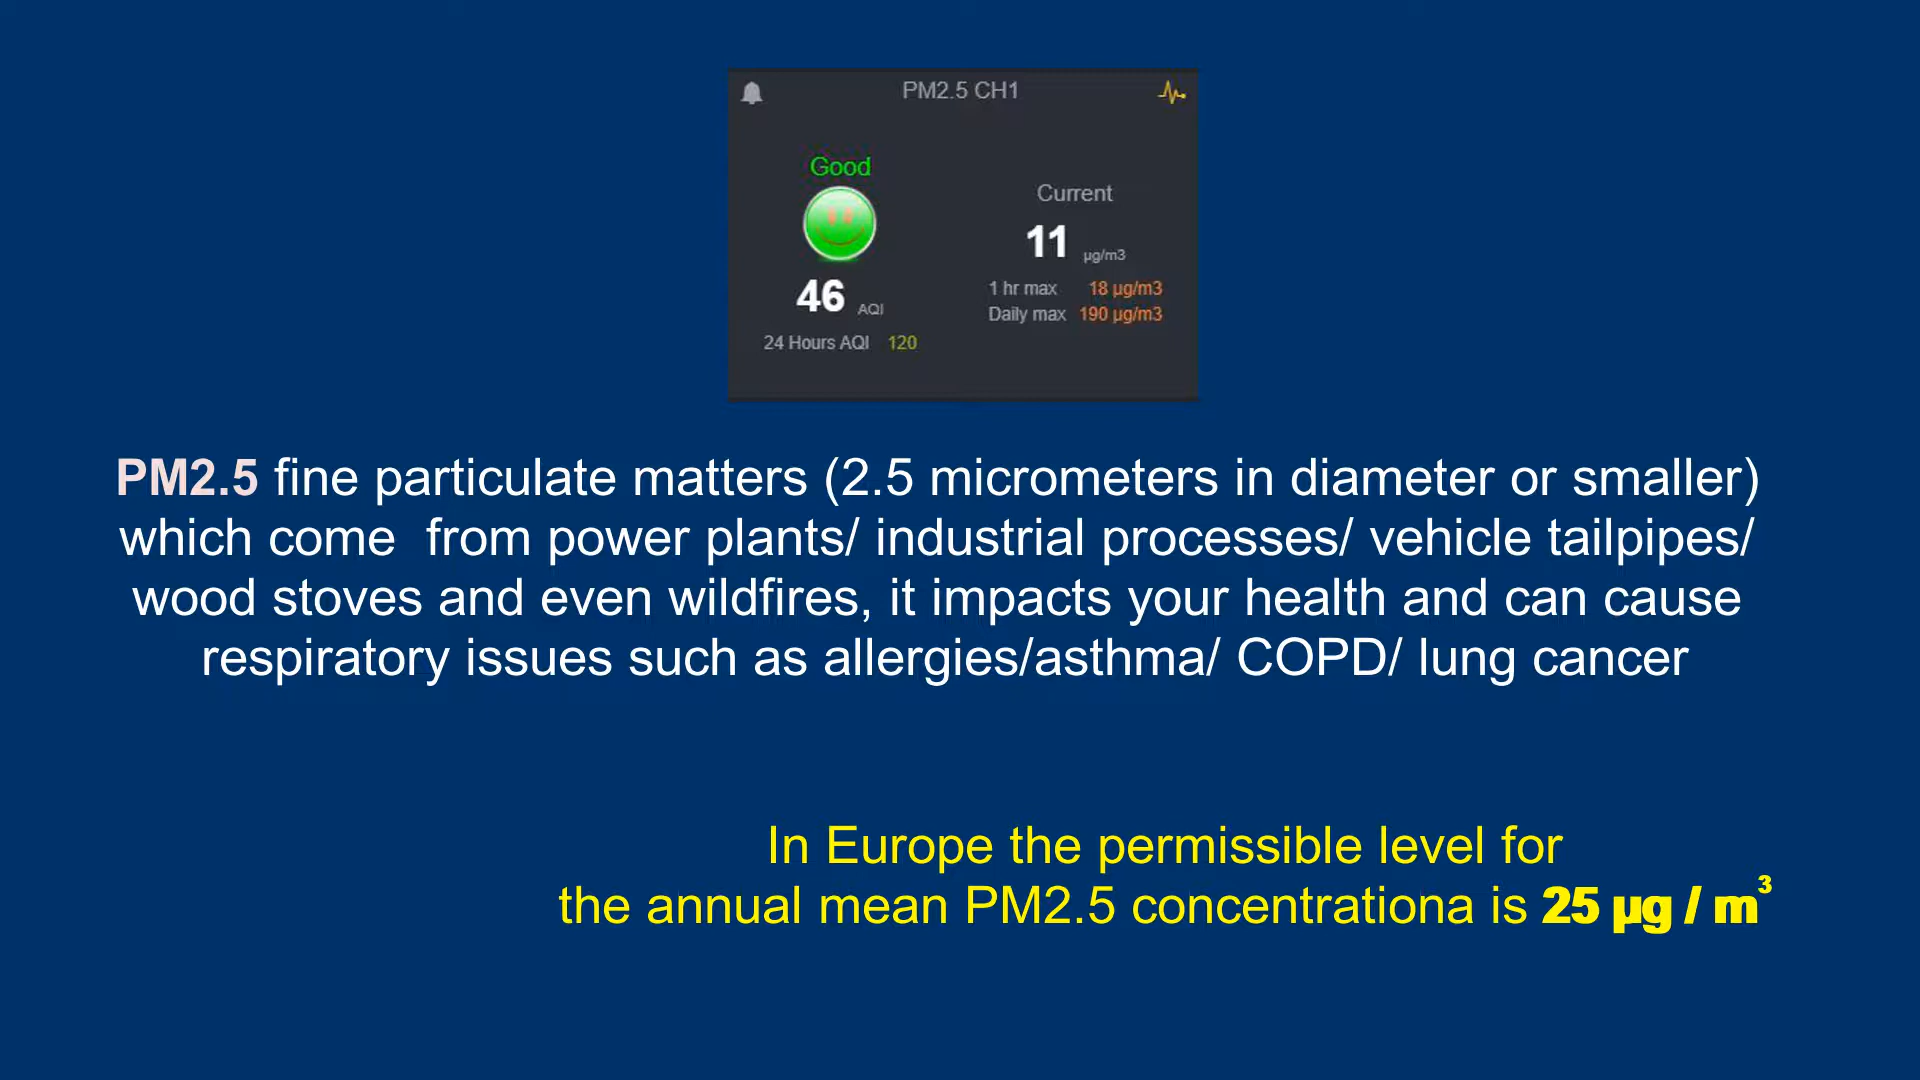 PM2.5 CH1
Good
46 AQI
24 Hours AQI 120
Current
11 µg/m3
1 hr max 18 µg/m3
Daily max 190 µg/m3
PM2.5 fine particulate matters (2.5 micrometers in diameter or smaller)
which come from power plants/ industrial processes/ vehicle tailpipes/
wood stoves and even wildfires, it impacts your health and can cause
respiratory issues such as allergies/asthma/ COPD/ lung cancer
In Europe the permissible level for
the annual mean PM2.5 concentrationa is 25 µg / m³